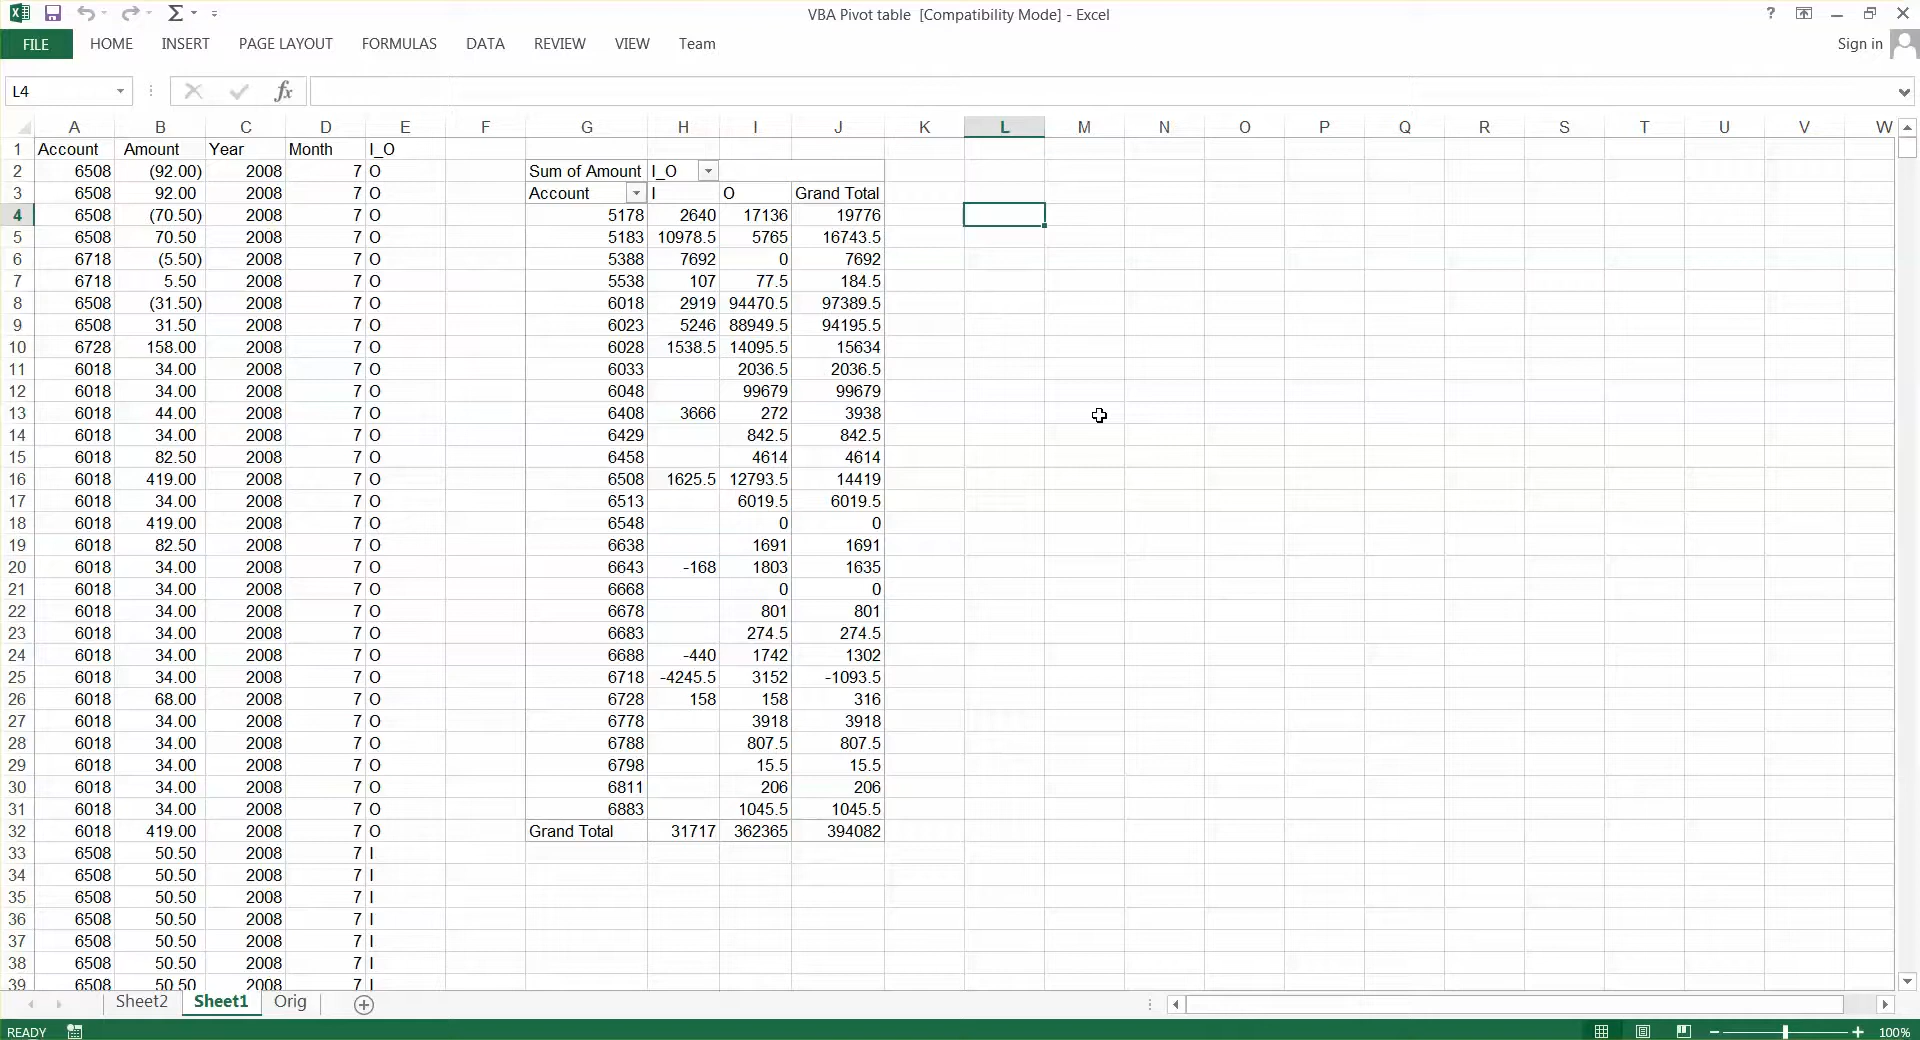 VBA Pivot table [Compatibility Mode] - Excel
FILE HOME INSERT PAGE LAYOUT FORMULAS DATA REVIEW VIEW Team Sign in
L4 fx
A B C D E F G H I J K L M N O P Q R S T U V W
1 Account Amount Year Month I_O
2 6508 (92.00) 2008 7 O Sum of Amount I_O
3 6508 92.00 2008 7 O Account I O Grand Total
4 6508 (70.50) 2008 7 O 5178 2640 17136 19776
5 6508 70.50 2008 7 O 5183 10978.5 5765 16743.5
6 6718 (5.50) 2008 7 O 5388 7692 0 7692
7 6718 5.50 2008 7 O 5538 107 77.5 184.5
8 6508 (31.50) 2008 7 O 6018 2919 94470.5 97389.5
9 6508 31.50 2008 7 O 6023 5246 88949.5 94195.5
10 6728 158.00 2008 7 O 6028 1538.5 14095.5 15634
11 6018 34.00 2008 7 O 6033 2036.5 2036.5
12 6018 34.00 2008 7 O 6048 99679 99679
13 6018 44.00 2008 7 O 6408 3666 272 3938
14 6018 34.00 2008 7 O 6429 842.5 842.5
15 6018 82.50 2008 7 O 6458 4614 4614
16 6018 419.00 2008 7 O 6508 1625.5 12793.5 14419
17 6018 34.00 2008 7 O 6513 6019.5 6019.5
18 6018 419.00 2008 7 O 6548 0 0
19 6018 82.50 2008 7 O 6638 1691 1691
20 6018 34.00 2008 7 O 6643 -168 1803 1635
21 6018 34.00 2008 7 O 6668 0 0
22 6018 34.00 2008 7 O 6678 801 801
23 6018 34.00 2008 7 O 6683 274.5 274.5
24 6018 34.00 2008 7 O 6688 -440 1742 1302
25 6018 34.00 2008 7 O 6718 -4245.5 3152 -1093.5
26 6018 68.00 2008 7 O 6728 158 158 316
27 6018 34.00 2008 7 O 6778 3918 3918
28 6018 34.00 2008 7 O 6788 807.5 807.5
29 6018 34.00 2008 7 O 6798 15.5 15.5
30 6018 34.00 2008 7 O 6811 206 206
31 6018 34.00 2008 7 O 6883 1045.5 1045.5
32 6018 419.00 2008 7 O Grand Total 31717 362365 394082
33 6508 50.50 2008 7 I
34 6508 50.50 2008 7 I
35 6508 50.50 2008 7 I
36 6508 50.50 2008 7 I
37 6508 50.50 2008 7 I
38 6508 50.50 2008 7 I
39 6508 50.50 2008 7 I
Sheet2 Sheet1 Orig
READY 100%